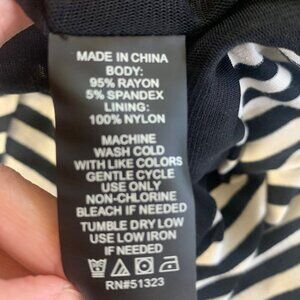 MADE IN CHINA
BODY:
95% RAYON
5% SPANDEX
LINING:
100% NYLON
MACHINE
WASH COLD
WITH LIKE COLORS
GENTLE CYCLE
USE ONLY
NON-CHLORINE
BLEACH IF NEEDED
TUMBLE DRY LOW
USE LOW IRON
IF NEEDED
RN#51323